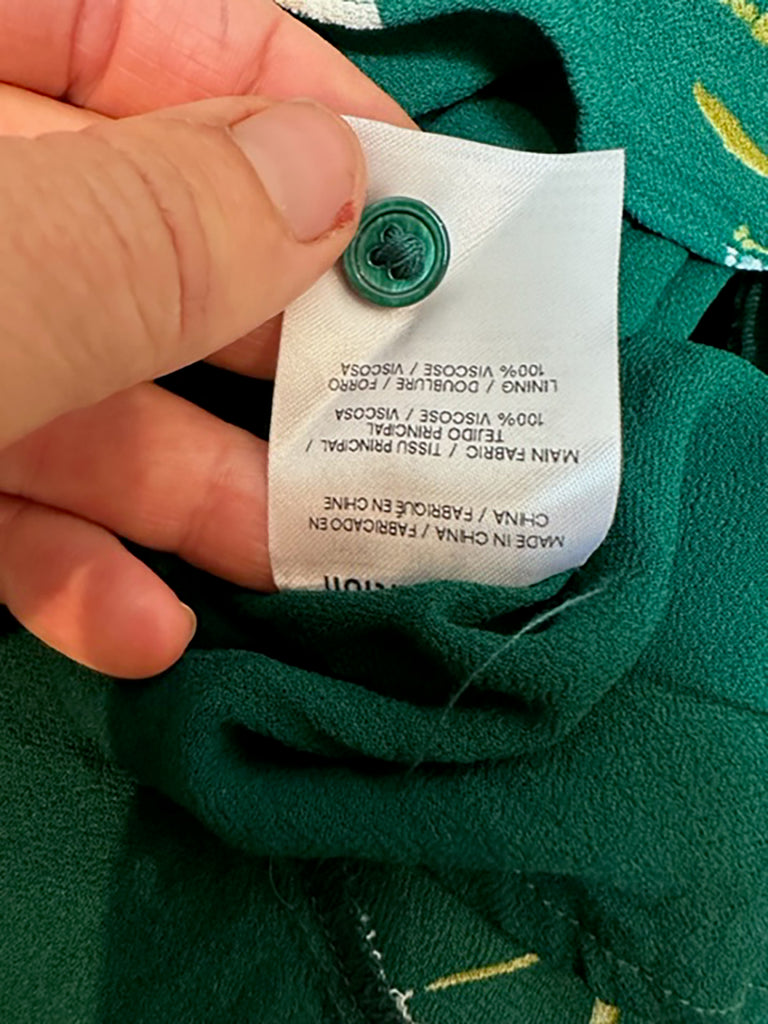 MADE IN CHINA / FABRICADO EN
CHINA / FABRIQUÉ EN CHINE
MAIN FABRIC / TISSU PRINCIPAL /
TEJIDO PRINCIPAL
100% VISCOSE / VISCOSA
LINING / DOUBLURE / FORRO
100% VISCOSE / VISCOSA